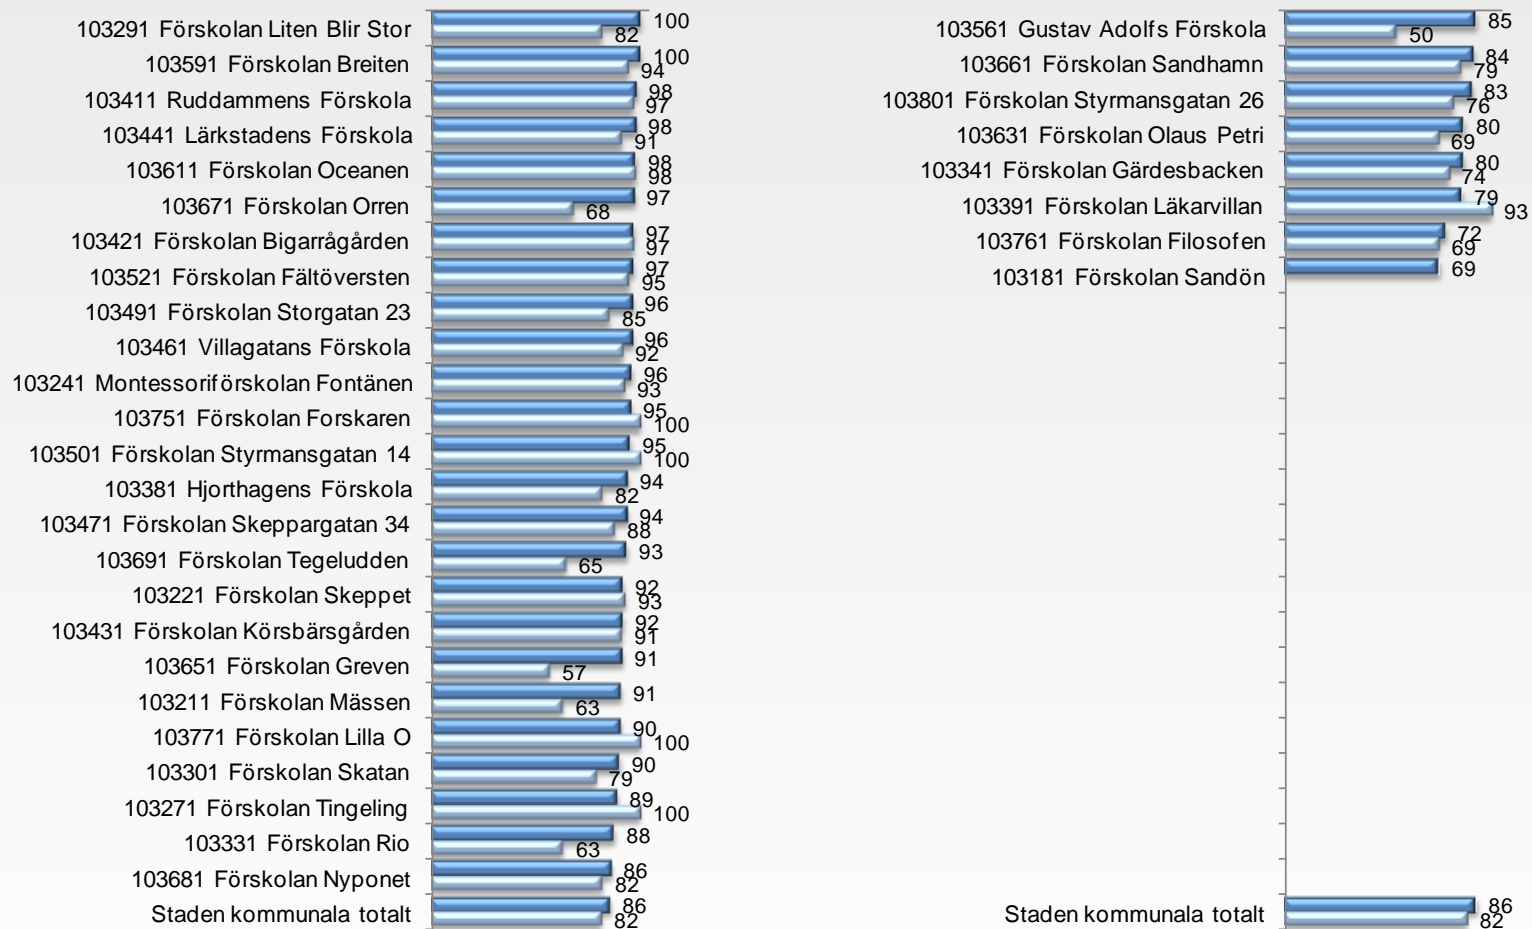 103291 Förskolan Liten Blir Stor 100 82
103591 Förskolan Breiten 100 94
103411 Ruddammens Förskola 98 97
103441 Lärkstadens Förskola 98 91
103611 Förskolan Oceanen 98 98
103671 Förskolan Orren 97 68
103421 Förskolan Bigarrågården 97 97
103521 Förskolan Fältöversten 97 95
103491 Förskolan Storgatan 23 96 85
103461 Villagatans Förskola 96 92
103241 Montessoriförskolan Fontänen 96 93
103751 Förskolan Forskaren 95 100
103501 Förskolan Styrmansgatan 14 95 100
103381 Hjorthagens Förskola 94 82
103471 Förskolan Skeppargatan 34 94 88
103691 Förskolan Tegeludden 93 65
103221 Förskolan Skeppet 92 93
103431 Förskolan Körsbärsgården 92 91
103651 Förskolan Greven 91 57
103211 Förskolan Mässen 91 63
103771 Förskolan Lilla O 90 100
103301 Förskolan Skatan 90 79
103271 Förskolan Tingeling 89 100
103331 Förskolan Rio 88 63
103681 Förskolan Nyponet 86 82
Staden kommunala totalt 86 82
103561 Gustav Adolfs Förskola 85 50
103661 Förskolan Sandhamn 84 79
103801 Förskolan Styrmansgatan 26 83 76
103631 Förskolan Olaus Petri 80 69
103341 Förskolan Gärdesbacken 80 74
103391 Förskolan Läkarvillan 79 93
103761 Förskolan Filosofen 72 69
103181 Förskolan Sandön 69
Staden kommunala totalt 86 82